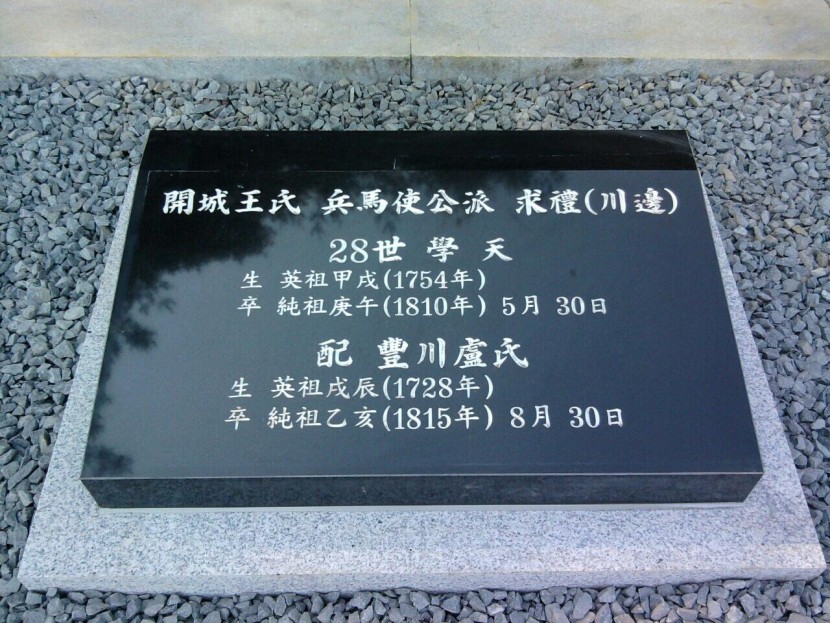 開城王氏 兵馬使公派 求禮(川邊)
28世 學 天
生 英祖甲戌(1754年)
卒 純祖庚午(1810年) 5月 30日
配 豐川盧氏
生 英祖戌辰(1728年)
卒 純祖乙亥(1815年) 8月 30日